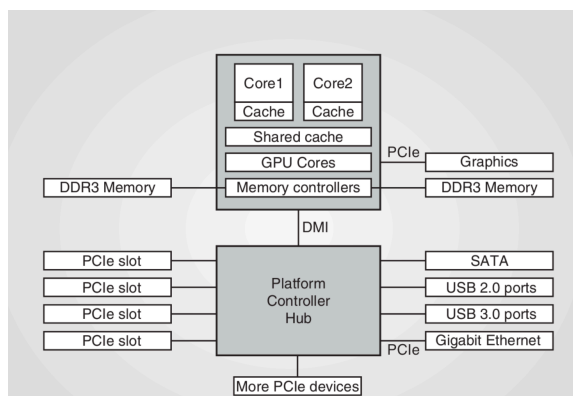 Core1
Core2
Cache
Cache
Shared cache
GPU Cores
PCIe
Graphics
DDR3 Memory
Memory controllers
DDR3 Memory
DMI
PCIe slot
SATA
PCIe slot
Platform
Controller
Hub
USB 2.0 ports
PCIe slot
USB 3.0 ports
PCIe slot
PCIe
Gigabit Ethernet
More PCIe devices